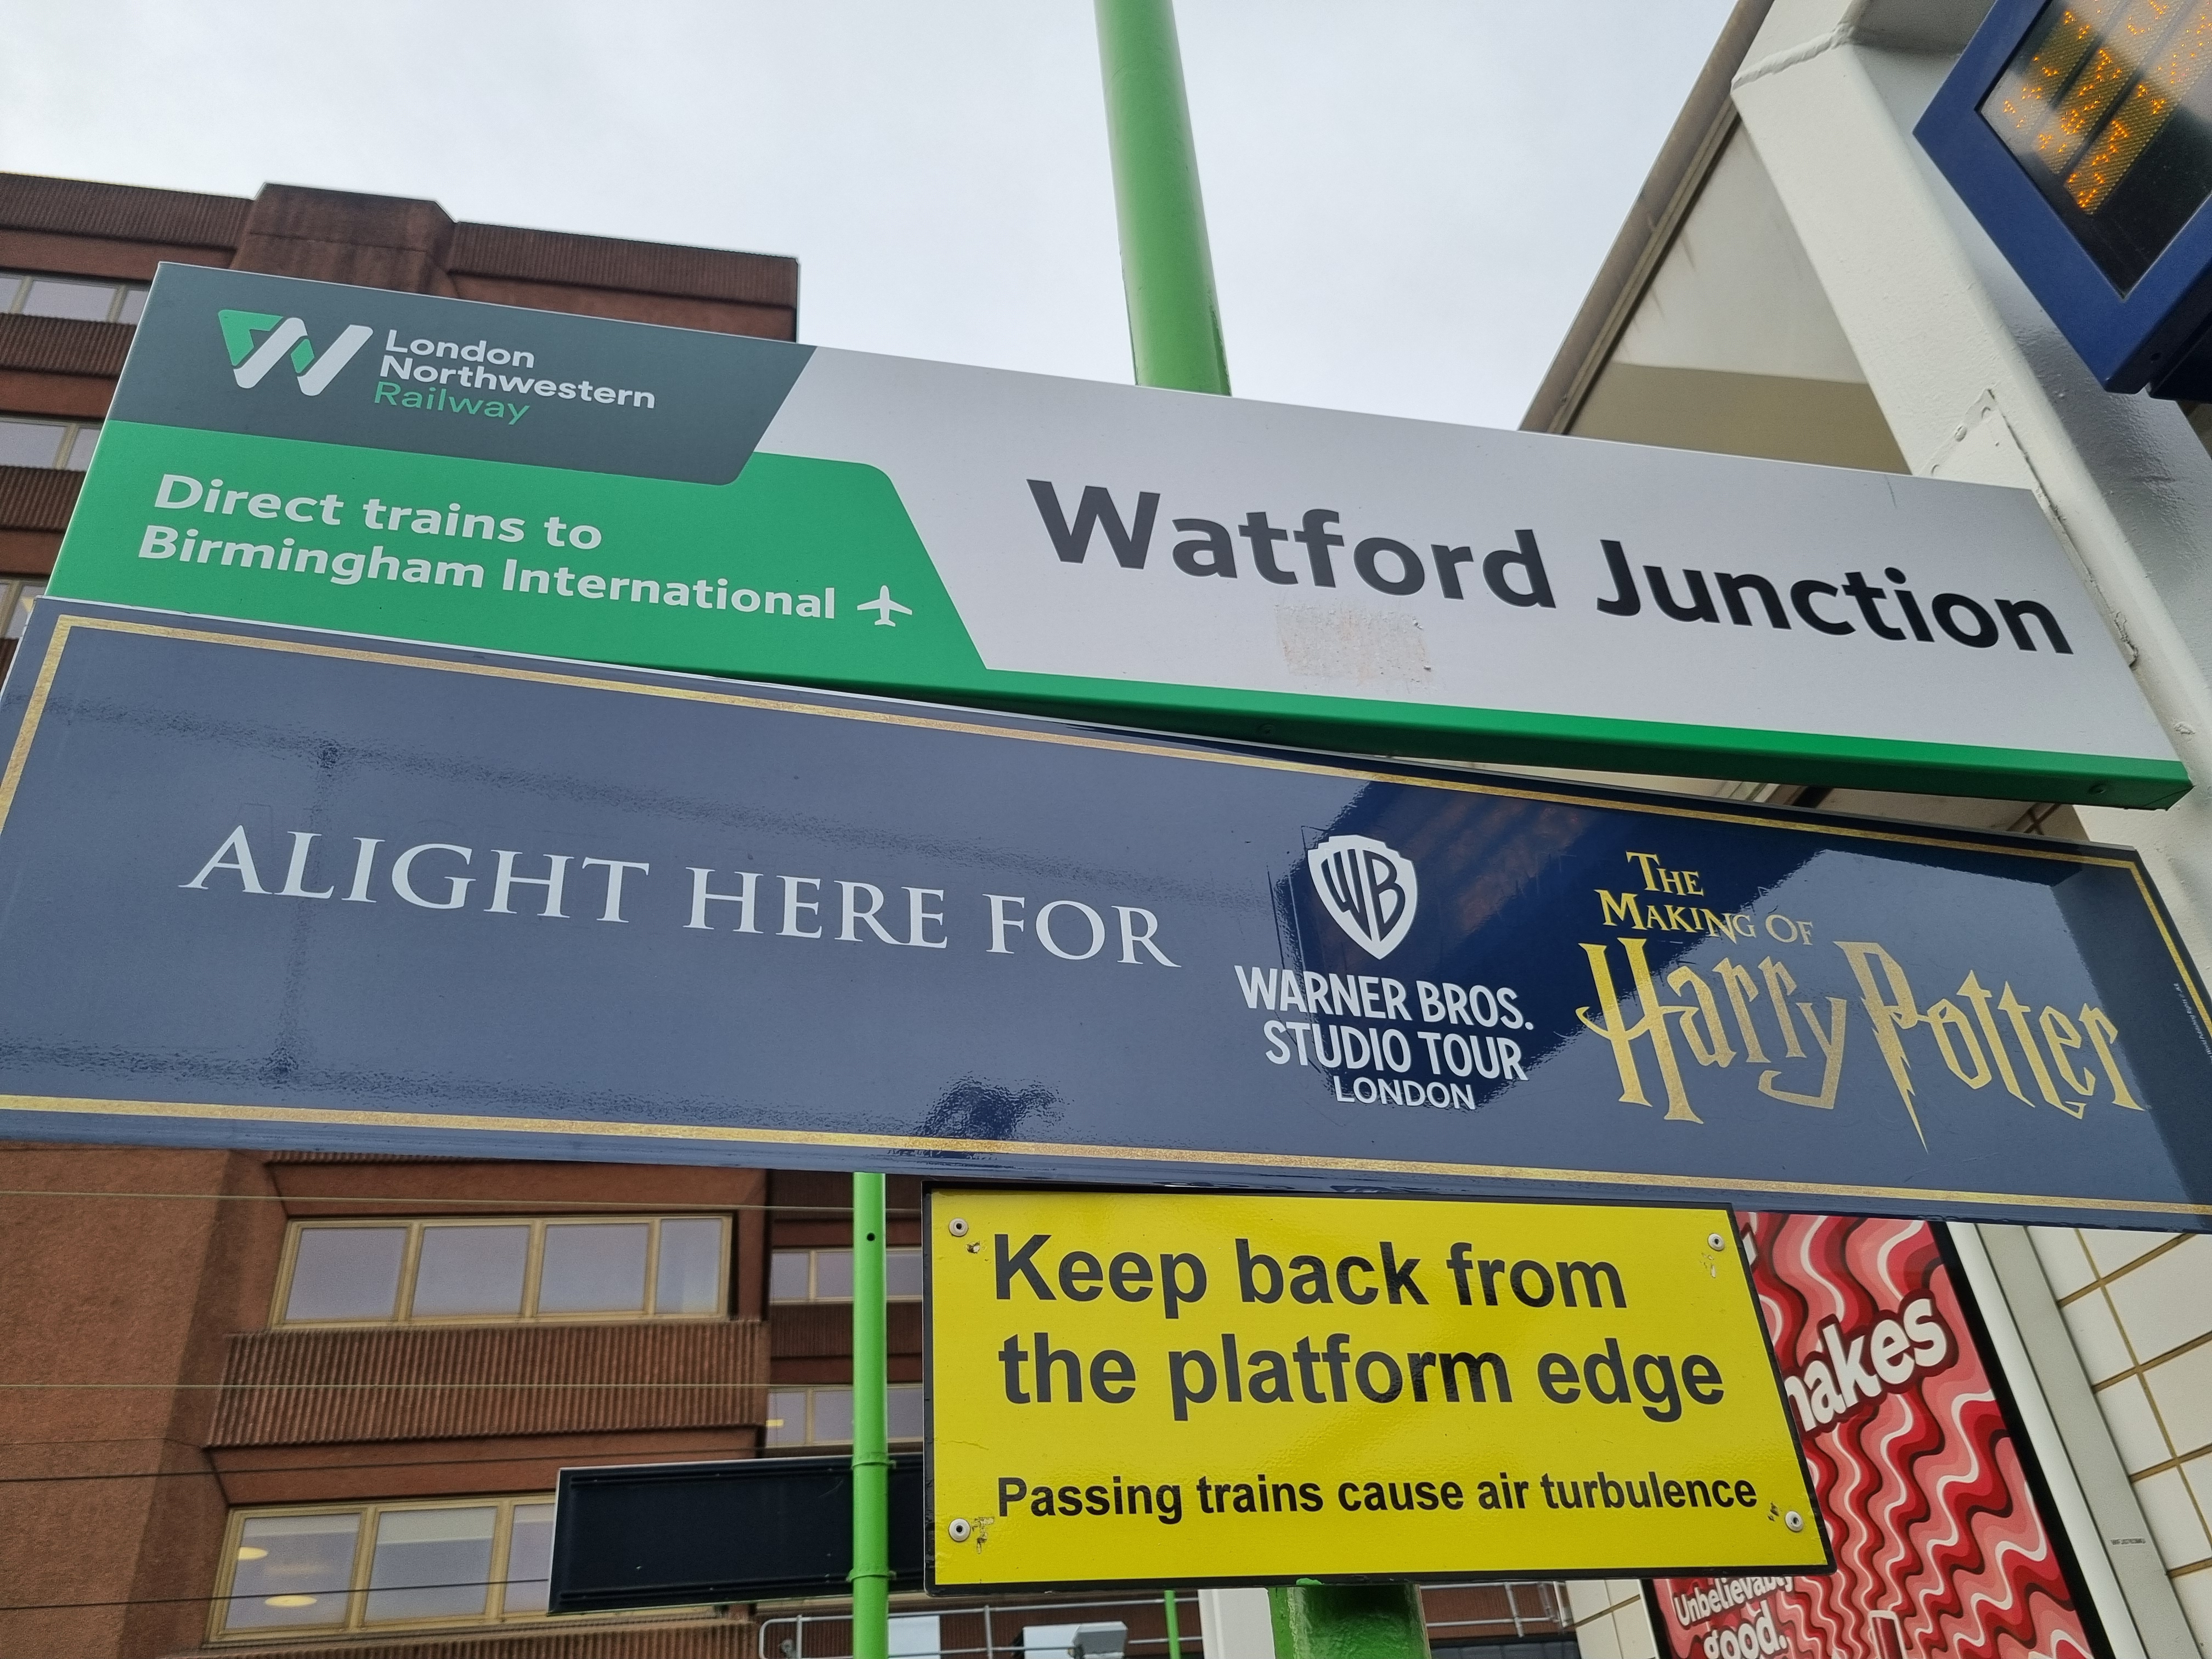 London
Northwestern
Railway
Direct trains to
Birmingham International
Watford Junction
ALIGHT HERE FOR
WB
WARNER BROS.
STUDIO TOUR
LONDON
THE
MAKING OF
Harry Potter
Keep back from
the platform edge
Passing trains cause air turbulence
Unbelievably
good.